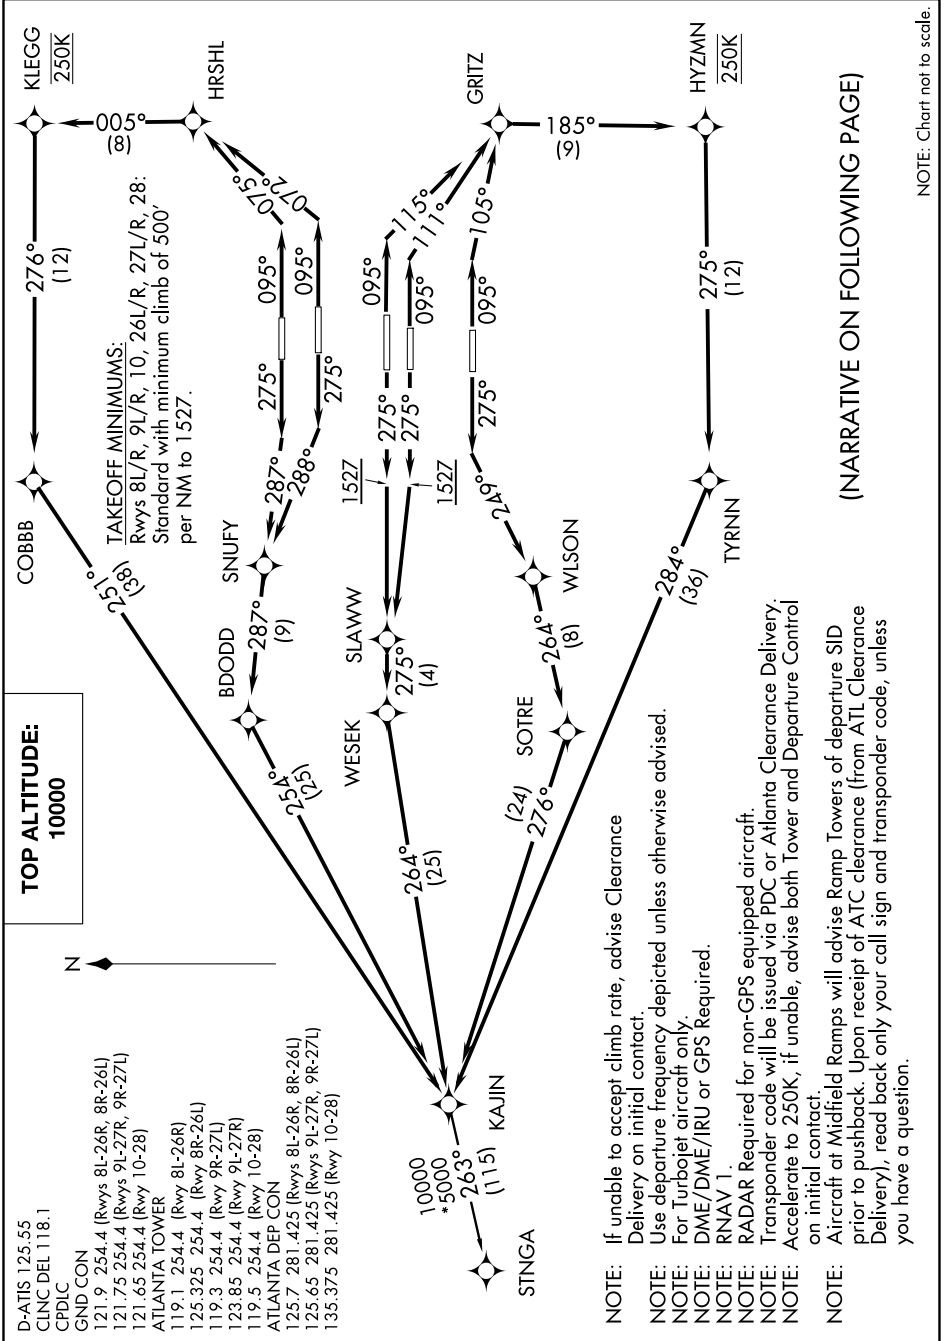 D-ATIS 125.55
CLNC DEL 118.1
CPDLC
GND CON
121.9 254.4 (Rwys 8L-26R, 8R-26L)
121.75 254.4 (Rwys 9L-27R, 9R-27L)
121.65 254.4 (Rwy 10-28)
ATLANTA TOWER
119.1 254.4 (Rwy 8L-26R)
125.325 254.4 (Rwy 8R-26L)
119.3 254.4 (Rwy 9R-27L)
123.85 254.4 (Rwy 9L-27R)
119.5 254.4 (Rwy 10-28)
ATLANTA DEP CON
125.7 281.425 (Rwys 8L-26R, 8R-26L)
125.65 281.425 (Rwys 9L-27R, 9R-27L)
135.375 281.425 (Rwy 10-28)
N
TOP ALTITUDE:
10000
COBBB
276°
(12)
KLEGG
250K
005°
(8)
HRSHL
TAKEOFF MINIMUMS:
Rwys 8L/R, 9L/R, 10, 26L/R, 27L/R, 28:
Standard with minimum climb of 500'
per NM to 1527.
251°
(38)
BDODD
287°
(9)
SNUFY
287°
288°
275°
275°
095°
095°
075°
072°
254°
(25)
WESEK
275°
(4)
SLAWW
1527
1527
275°
275°
095°
095°
115°
111°
GRITZ
264°
(25)
105°
095°
275°
249°
WLSON
264°
(8)
SOTRE
(24)
276°
185°
(9)
HYZMN
250K
275°
(12)
TYRNN
284°
(36)
KAJIN
10000
*5000
263°
(115)
STNGA
NOTE: If unable to accept climb rate, advise Clearance
Delivery on initial contact.
NOTE: Use departure frequency depicted unless otherwise advised.
NOTE: For Turbojet aircraft only.
NOTE: DME/DME/IRU or GPS Required.
NOTE: RNAV 1.
NOTE: RADAR Required for non-GPS equipped aircraft.
NOTE: Transponder code will be issued via PDC or Atlanta Clearance Delivery.
NOTE: Accelerate to 250K, if unable, advise both Tower and Departure Control
on initial contact.
NOTE: Aircraft at Midfield Ramps will advise Ramp Towers of departure SID
prior to pushback. Upon receipt of ATC clearance (from ATL Clearance
Delivery), read back only your call sign and transponder code, unless
you have a question.
(NARRATIVE ON FOLLOWING PAGE)
NOTE: Chart not to scale.